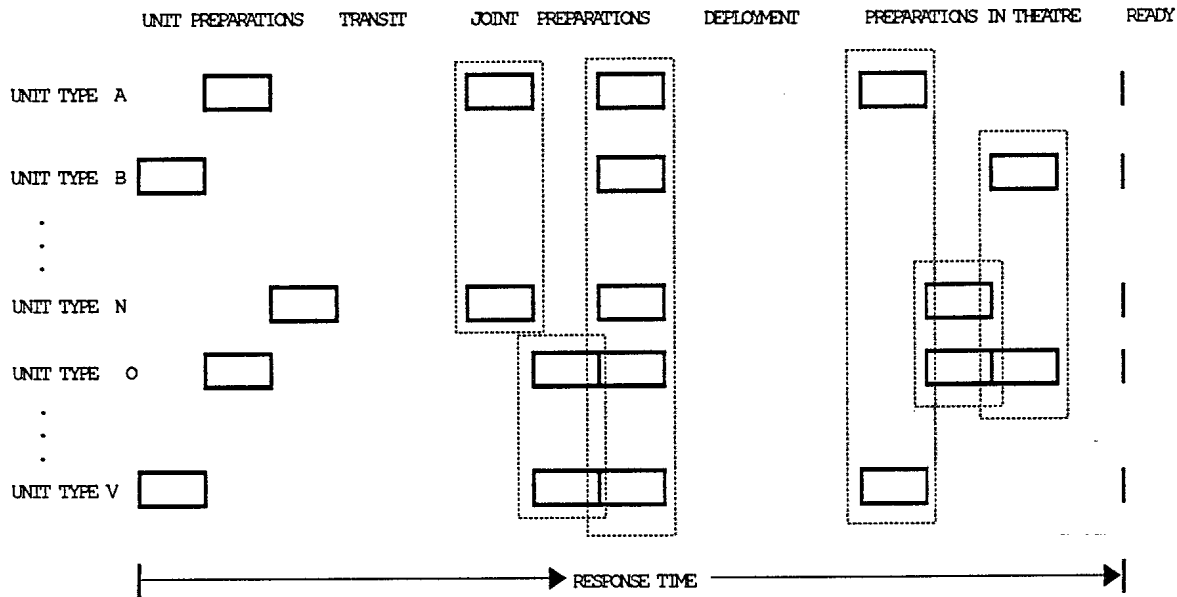 UNIT PREPARATIONS TRANSIT JOINT PREPARATIONS DEPLOYMENT PREPARATIONS IN THEATRE READY
UNIT TYPE A
UNIT TYPE B
UNIT TYPE N
UNIT TYPE O
UNIT TYPE V
RESPONSE TIME